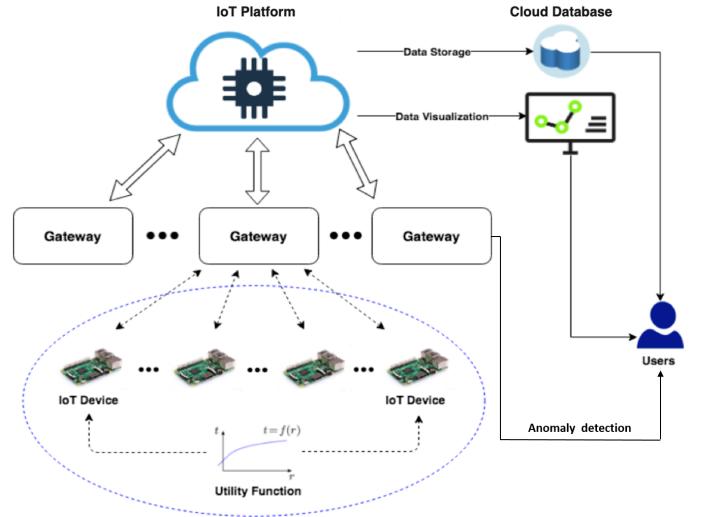 IoT Platform
Cloud Database
Data Storage
Data Visualization
Gateway
Gateway
Gateway
Users
IoT Device
IoT Device
t
t=f(r)
r
Utility Function
Anomaly detection